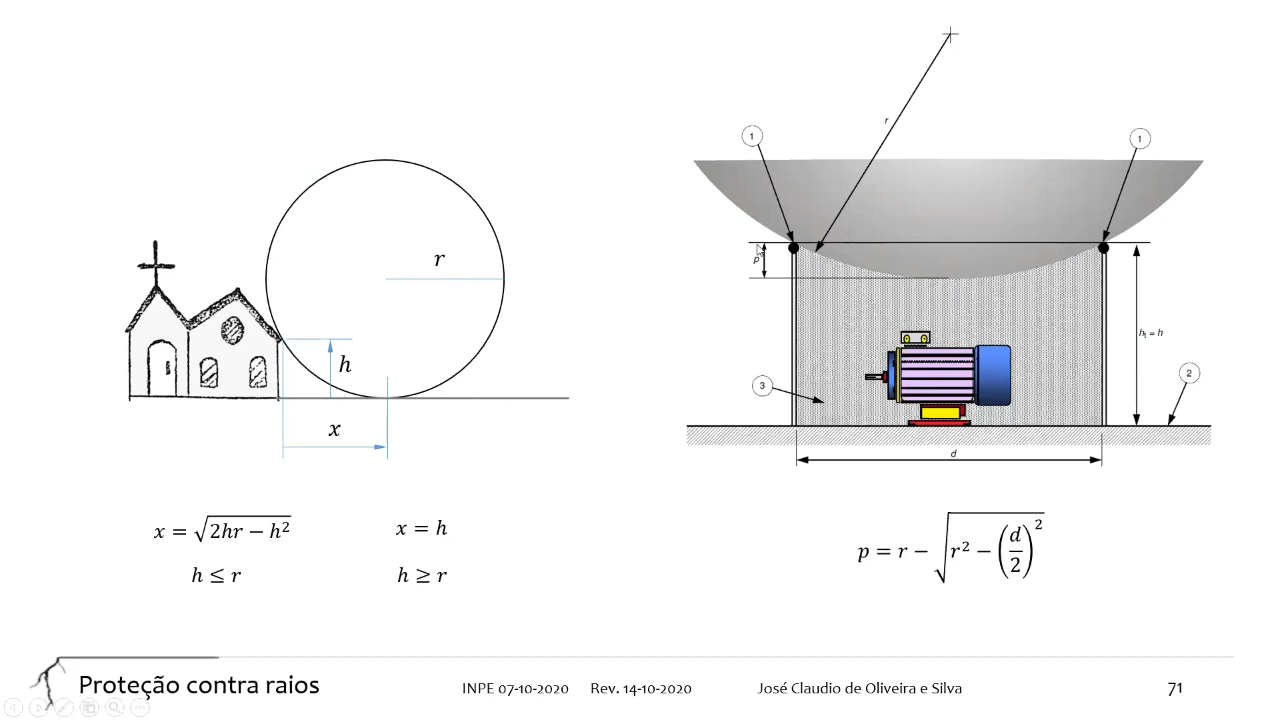 r
h
x
x = √(2hr − h²)
x = h
h ≤ r
h ≥ r
r
1
1
p
hₜ = h
2
3
d
p = r − √(r² − (d/2)²)
Proteção contra raios
INPE 07-10-2020 Rev. 14-10-2020
José Claudio de Oliveira e Silva
71